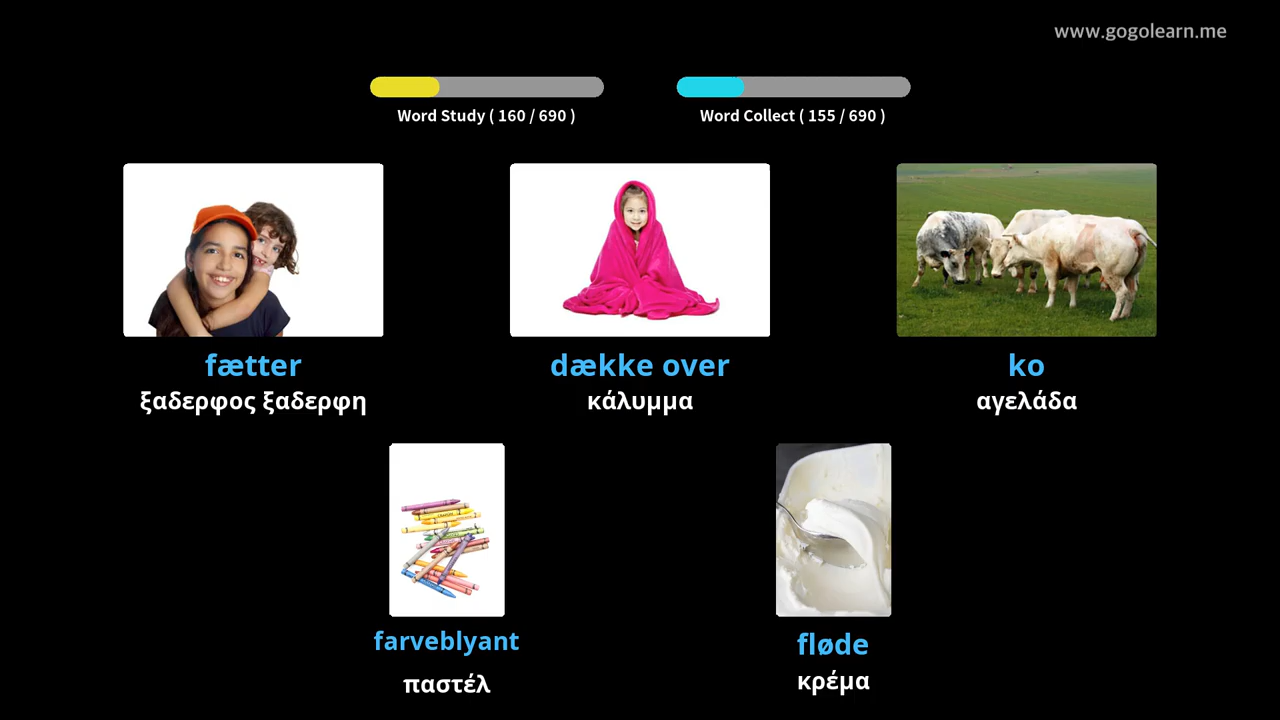 www.gogolearn.me
Word Study ( 160 / 690 )
Word Collect ( 155 / 690 )
fætter
ξαδερφος ξαδερφη
dække over
κάλυμμα
ko
αγελάδα
farveblyant
παστέλ
fløde
κρέμα